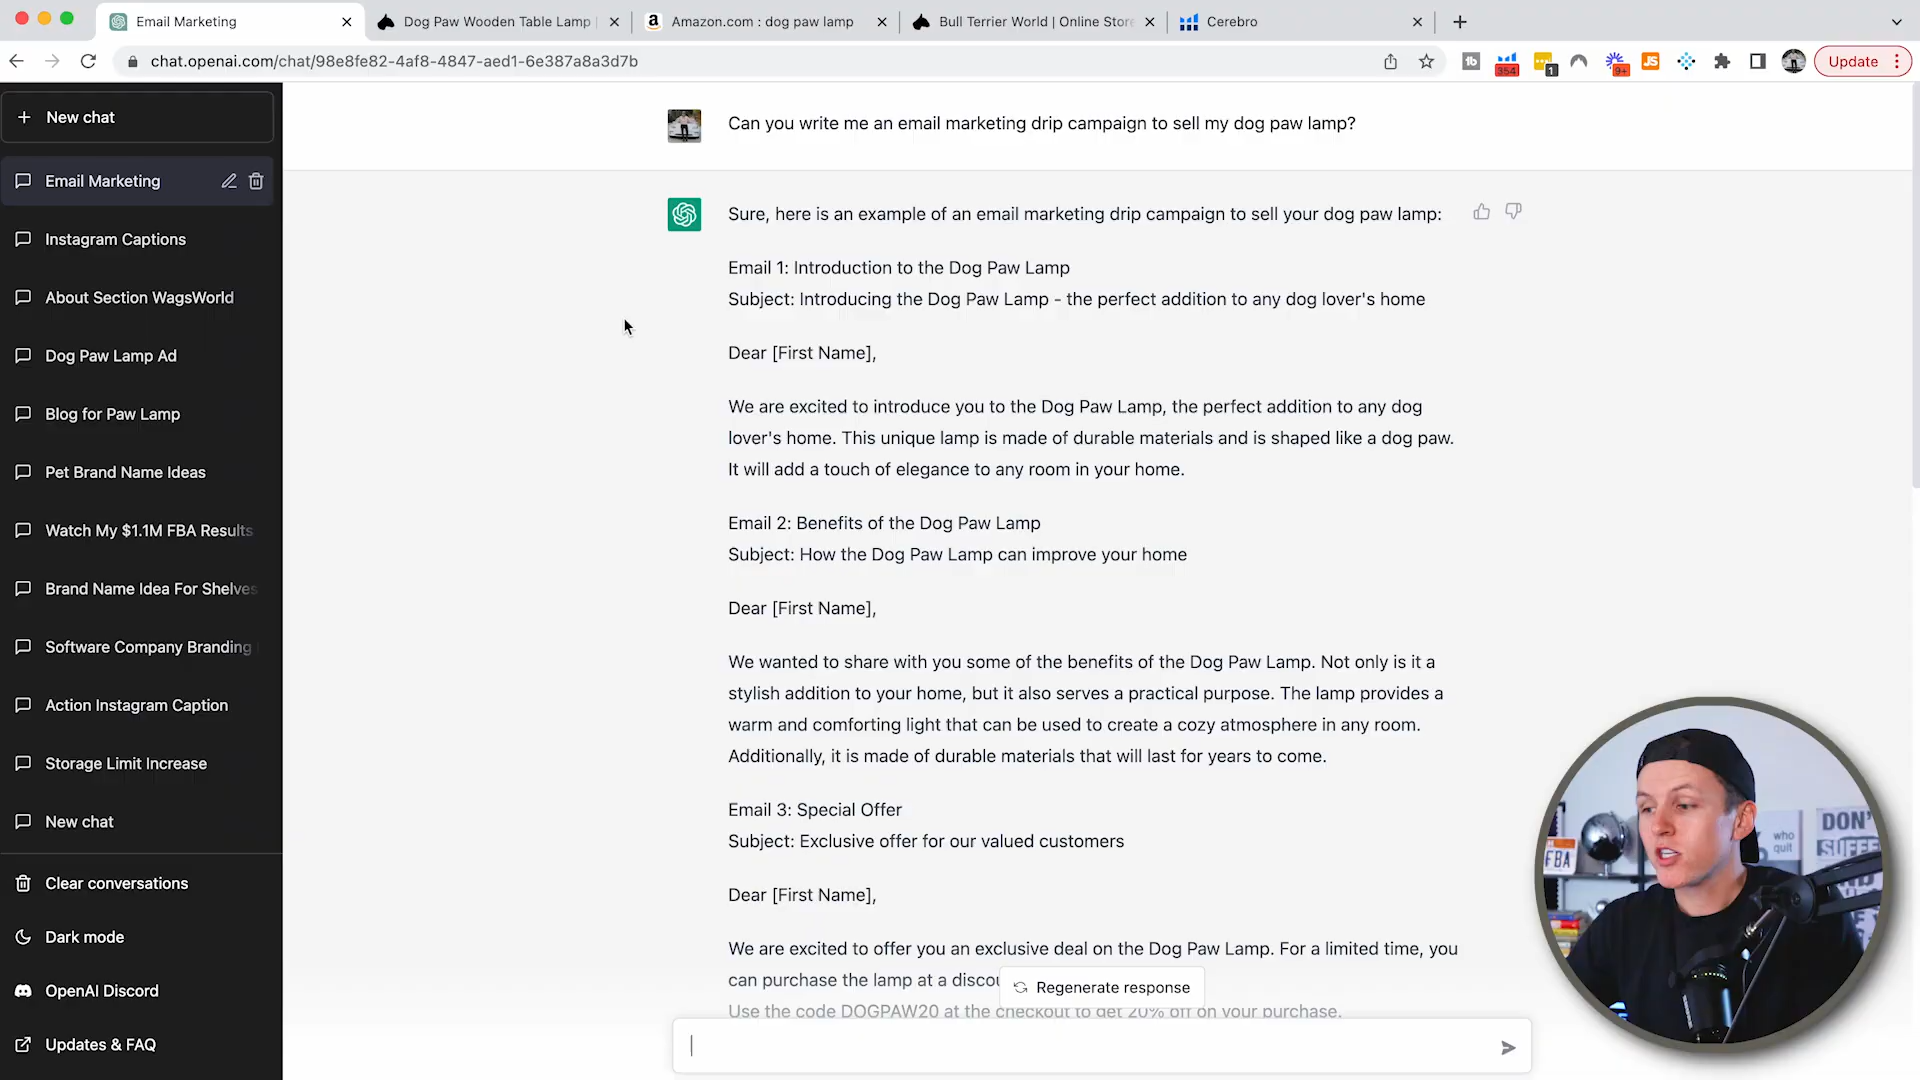 Email Marketing
Dog Paw Wooden Table Lamp
Amazon.com : dog paw lamp
Bull Terrier World | Online Store
Cerebro
chat.openai.com/chat/98e8fe82-4af8-4847-aed1-6e387a8a3d7b
354
1
9+
Update
New chat
Email Marketing
Instagram Captions
About Section WagsWorld
Dog Paw Lamp Ad
Blog for Paw Lamp
Pet Brand Name Ideas
Watch My $1.1M FBA Results
Brand Name Idea For Shelves
Software Company Branding
Action Instagram Caption
Storage Limit Increase
New chat
Clear conversations
Dark mode
OpenAI Discord
Updates & FAQ
Can you write me an email marketing drip campaign to sell my dog paw lamp?
Sure, here is an example of an email marketing drip campaign to sell your dog paw lamp:
Email 1: Introduction to the Dog Paw Lamp
Subject: Introducing the Dog Paw Lamp - the perfect addition to any dog lover's home
Dear [First Name],
We are excited to introduce you to the Dog Paw Lamp, the perfect addition to any dog
lover's home. This unique lamp is made of durable materials and is shaped like a dog paw.
It will add a touch of elegance to any room in your home.
Email 2: Benefits of the Dog Paw Lamp
Subject: How the Dog Paw Lamp can improve your home
Dear [First Name],
We wanted to share with you some of the benefits of the Dog Paw Lamp. Not only is it a
stylish addition to your home, but it also serves a practical purpose. The lamp provides a
warm and comforting light that can be used to create a cozy atmosphere in any room.
Additionally, it is made of durable materials that will last for years to come.
Email 3: Special Offer
Subject: Exclusive offer for our valued customers
Dear [First Name],
We are excited to offer you an exclusive deal on the Dog Paw Lamp. For a limited time, you
can purchase the lamp at a discou
Regenerate response
Use the code DOGPAW20 at the checkout to get 20% off on your purchase.
FBA
who
quit
DON'
SUFFE